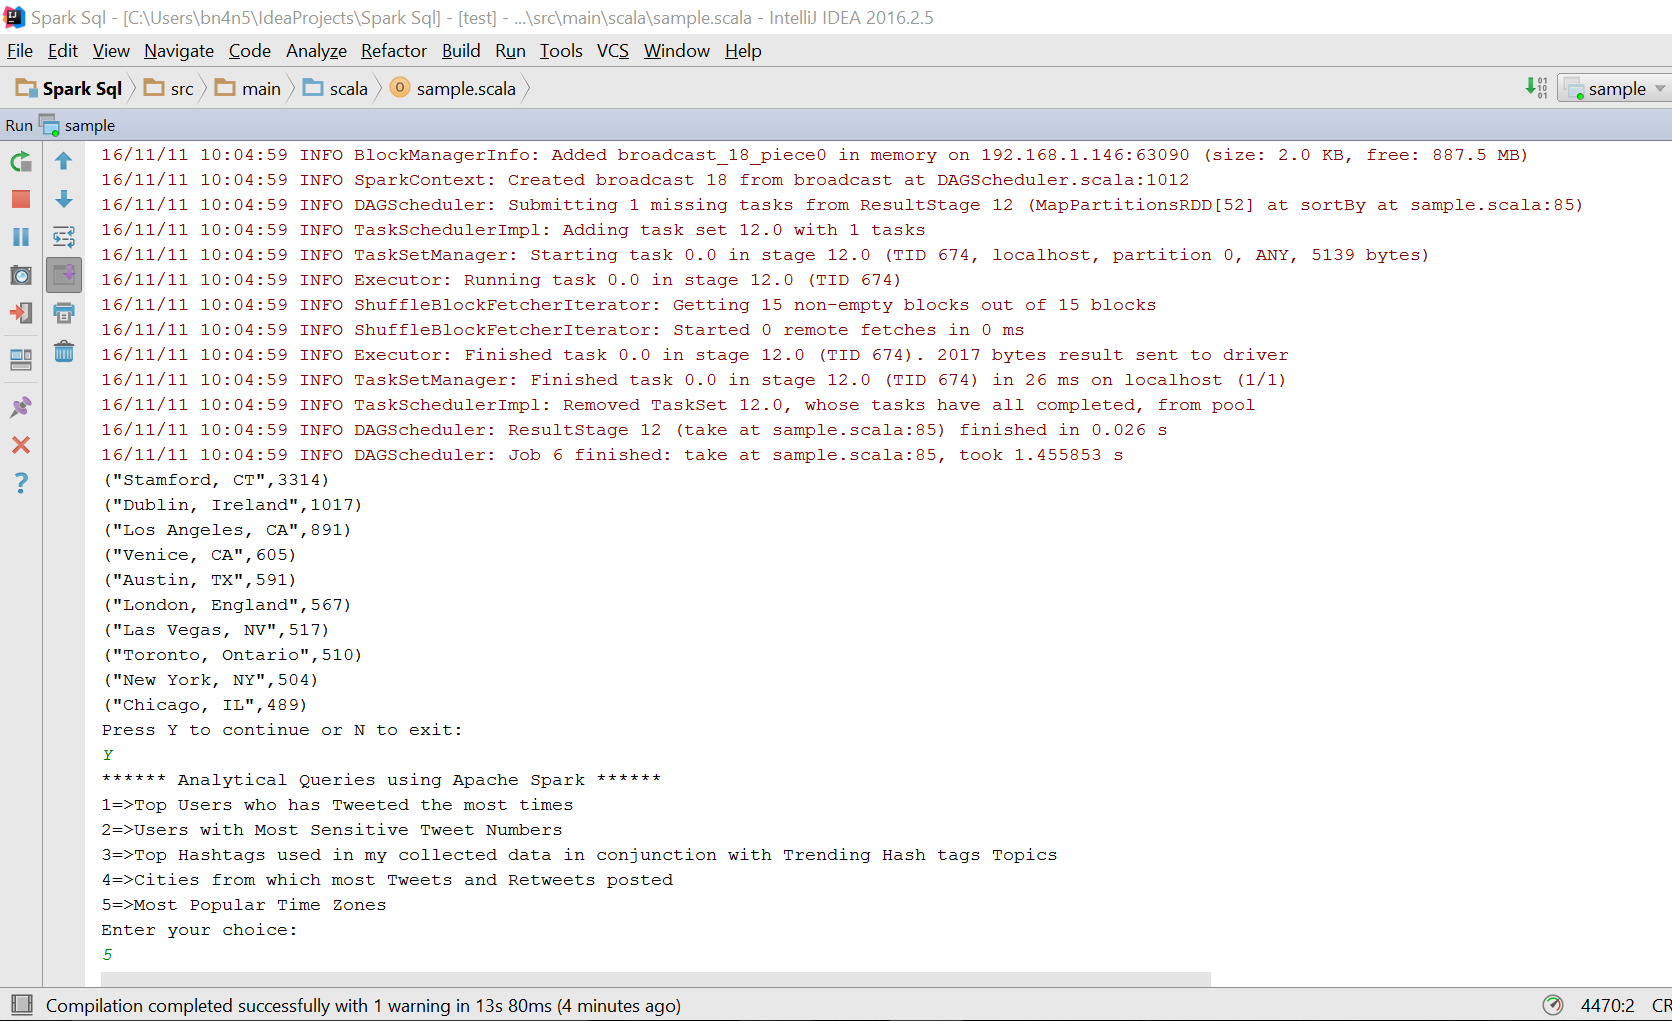 Spark Sql - [C:\Users\bn4n5\IdeaProjects\Spark Sql] - [test] - ...\src\main\scala\sample.scala - IntelliJ IDEA 2016.2.5
File Edit View Navigate Code Analyze Refactor Build Run Tools VCS Window Help
Spark Sql src main scala sample.scala sample
Run sample
16/11/11 10:04:59 INFO BlockManagerInfo: Added broadcast_18_piece0 in memory on 192.168.1.146:63090 (size: 2.0 KB, free: 887.5 MB)
16/11/11 10:04:59 INFO SparkContext: Created broadcast 18 from broadcast at DAGScheduler.scala:1012
16/11/11 10:04:59 INFO DAGScheduler: Submitting 1 missing tasks from ResultStage 12 (MapPartitionsRDD[52] at sortBy at sample.scala:85)
16/11/11 10:04:59 INFO TaskSchedulerImpl: Adding task set 12.0 with 1 tasks
16/11/11 10:04:59 INFO TaskSetManager: Starting task 0.0 in stage 12.0 (TID 674, localhost, partition 0, ANY, 5139 bytes)
16/11/11 10:04:59 INFO Executor: Running task 0.0 in stage 12.0 (TID 674)
16/11/11 10:04:59 INFO ShuffleBlockFetcherIterator: Getting 15 non-empty blocks out of 15 blocks
16/11/11 10:04:59 INFO ShuffleBlockFetcherIterator: Started 0 remote fetches in 0 ms
16/11/11 10:04:59 INFO Executor: Finished task 0.0 in stage 12.0 (TID 674). 2017 bytes result sent to driver
16/11/11 10:04:59 INFO TaskSetManager: Finished task 0.0 in stage 12.0 (TID 674) in 26 ms on localhost (1/1)
16/11/11 10:04:59 INFO TaskSchedulerImpl: Removed TaskSet 12.0, whose tasks have all completed, from pool
16/11/11 10:04:59 INFO DAGScheduler: ResultStage 12 (take at sample.scala:85) finished in 0.026 s
16/11/11 10:04:59 INFO DAGScheduler: Job 6 finished: take at sample.scala:85, took 1.455853 s
("Stamford, CT",3314)
("Dublin, Ireland",1017)
("Los Angeles, CA",891)
("Venice, CA",605)
("Austin, TX",591)
("London, England",567)
("Las Vegas, NV",517)
("Toronto, Ontario",510)
("New York, NY",504)
("Chicago, IL",489)
Press Y to continue or N to exit:
Y
****** Analytical Queries using Apache Spark ******
1=>Top Users who has Tweeted the most times
2=>Users with Most Sensitive Tweet Numbers
3=>Top Hashtags used in my collected data in conjunction with Trending Hash tags Topics
4=>Cities from which most Tweets and Retweets posted
5=>Most Popular Time Zones
Enter your choice:
5
Compilation completed successfully with 1 warning in 13s 80ms (4 minutes ago) 4470:2 CR